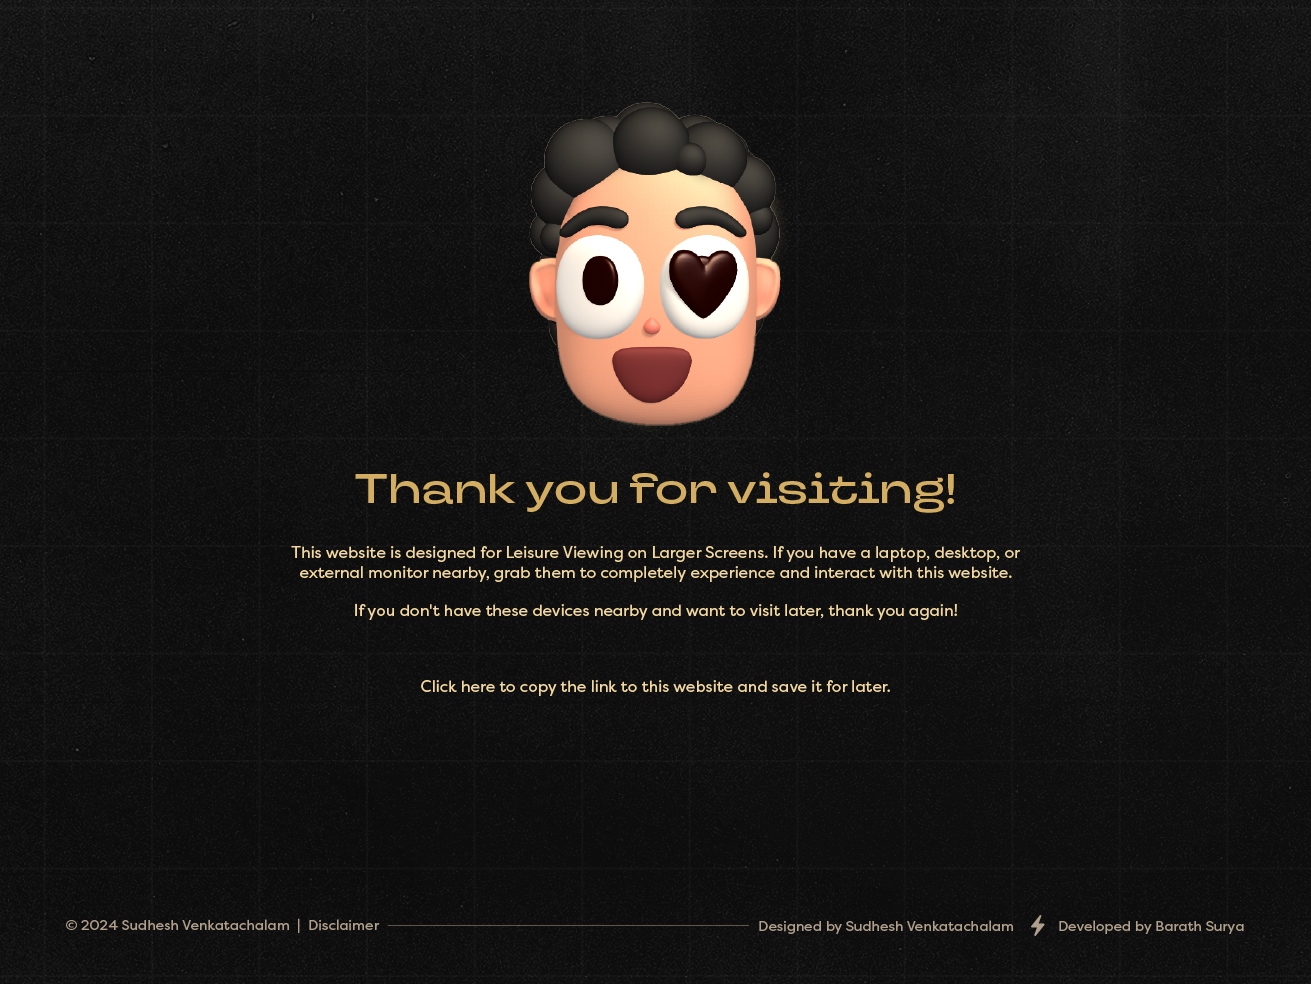 Thank you for visiting!
This website is designed for Leisure Viewing on Larger Screens. If you have a laptop, desktop, or
external monitor nearby, grab them to completely experience and interact with this website.
If you don't have these devices nearby and want to visit later, thank you again!
Click here to copy the link to this website and save it for later.
© 2024 Sudhesh Venkatachalam | Disclaimer
Designed by Sudhesh Venkatachalam
Developed by Barath Surya